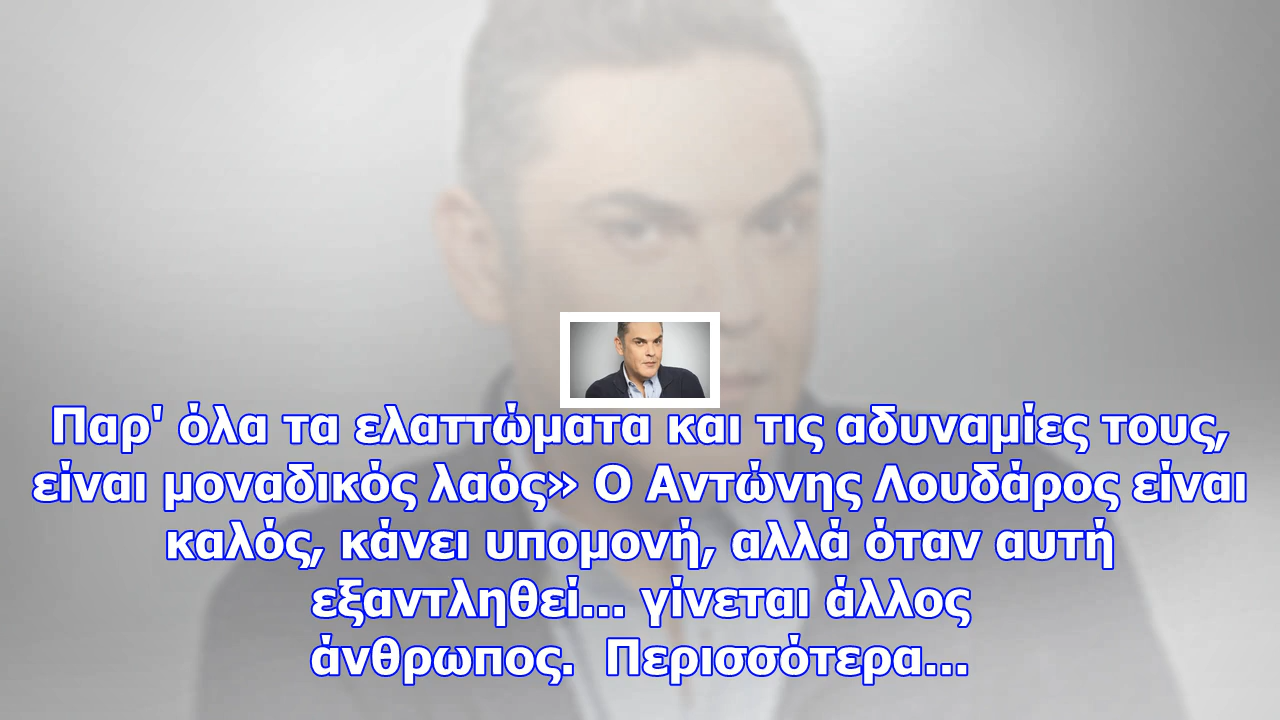 Παρ' όλα τα ελαττώματα και τις αδυναμίες τους,
είναι μοναδικός λαός» Ο Αντώνης Λουδάρος είναι
καλός, κάνει υπομονή, αλλά όταν αυτή
εξαντληθεί... γίνεται άλλος
άνθρωπος.  Περισσότερα...